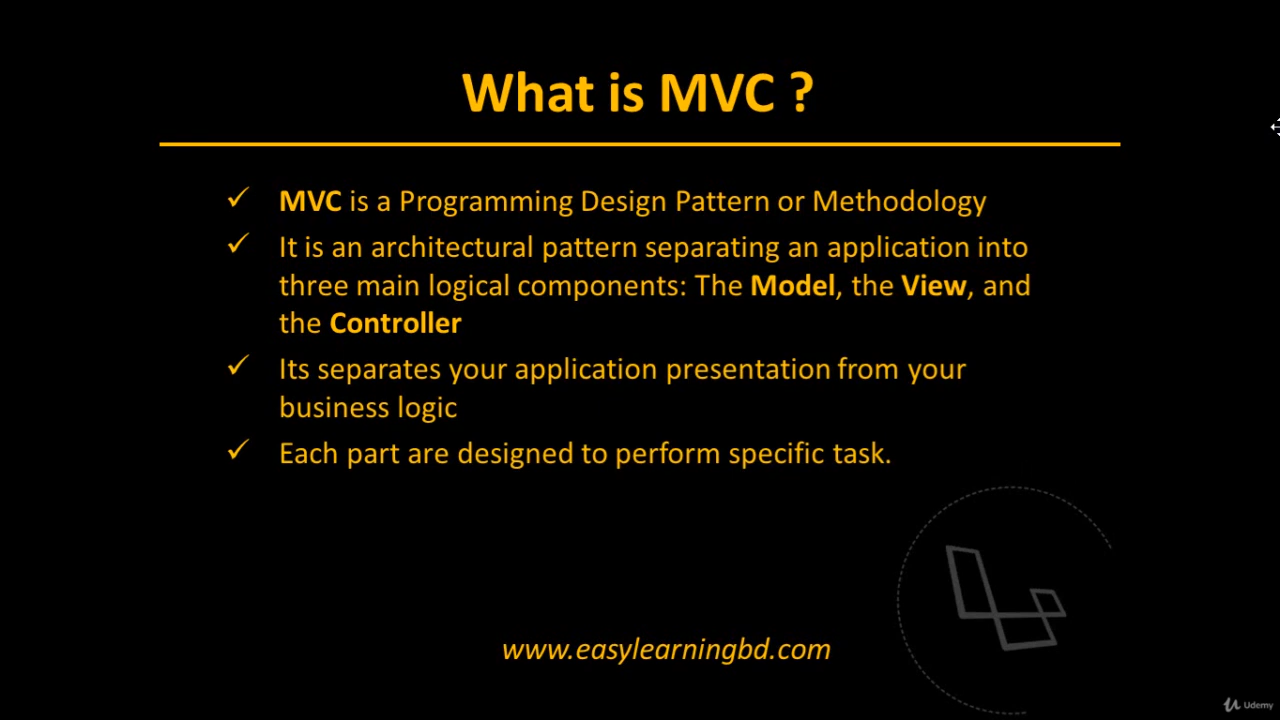 What is MVC ?
✓ MVC is a Programming Design Pattern or Methodology
✓ It is an architectural pattern separating an application into
three main logical components: The Model, the View, and
the Controller
✓ Its separates your application presentation from your
business logic
✓ Each part are designed to perform specific task.
www.easylearningbd.com
Udemy